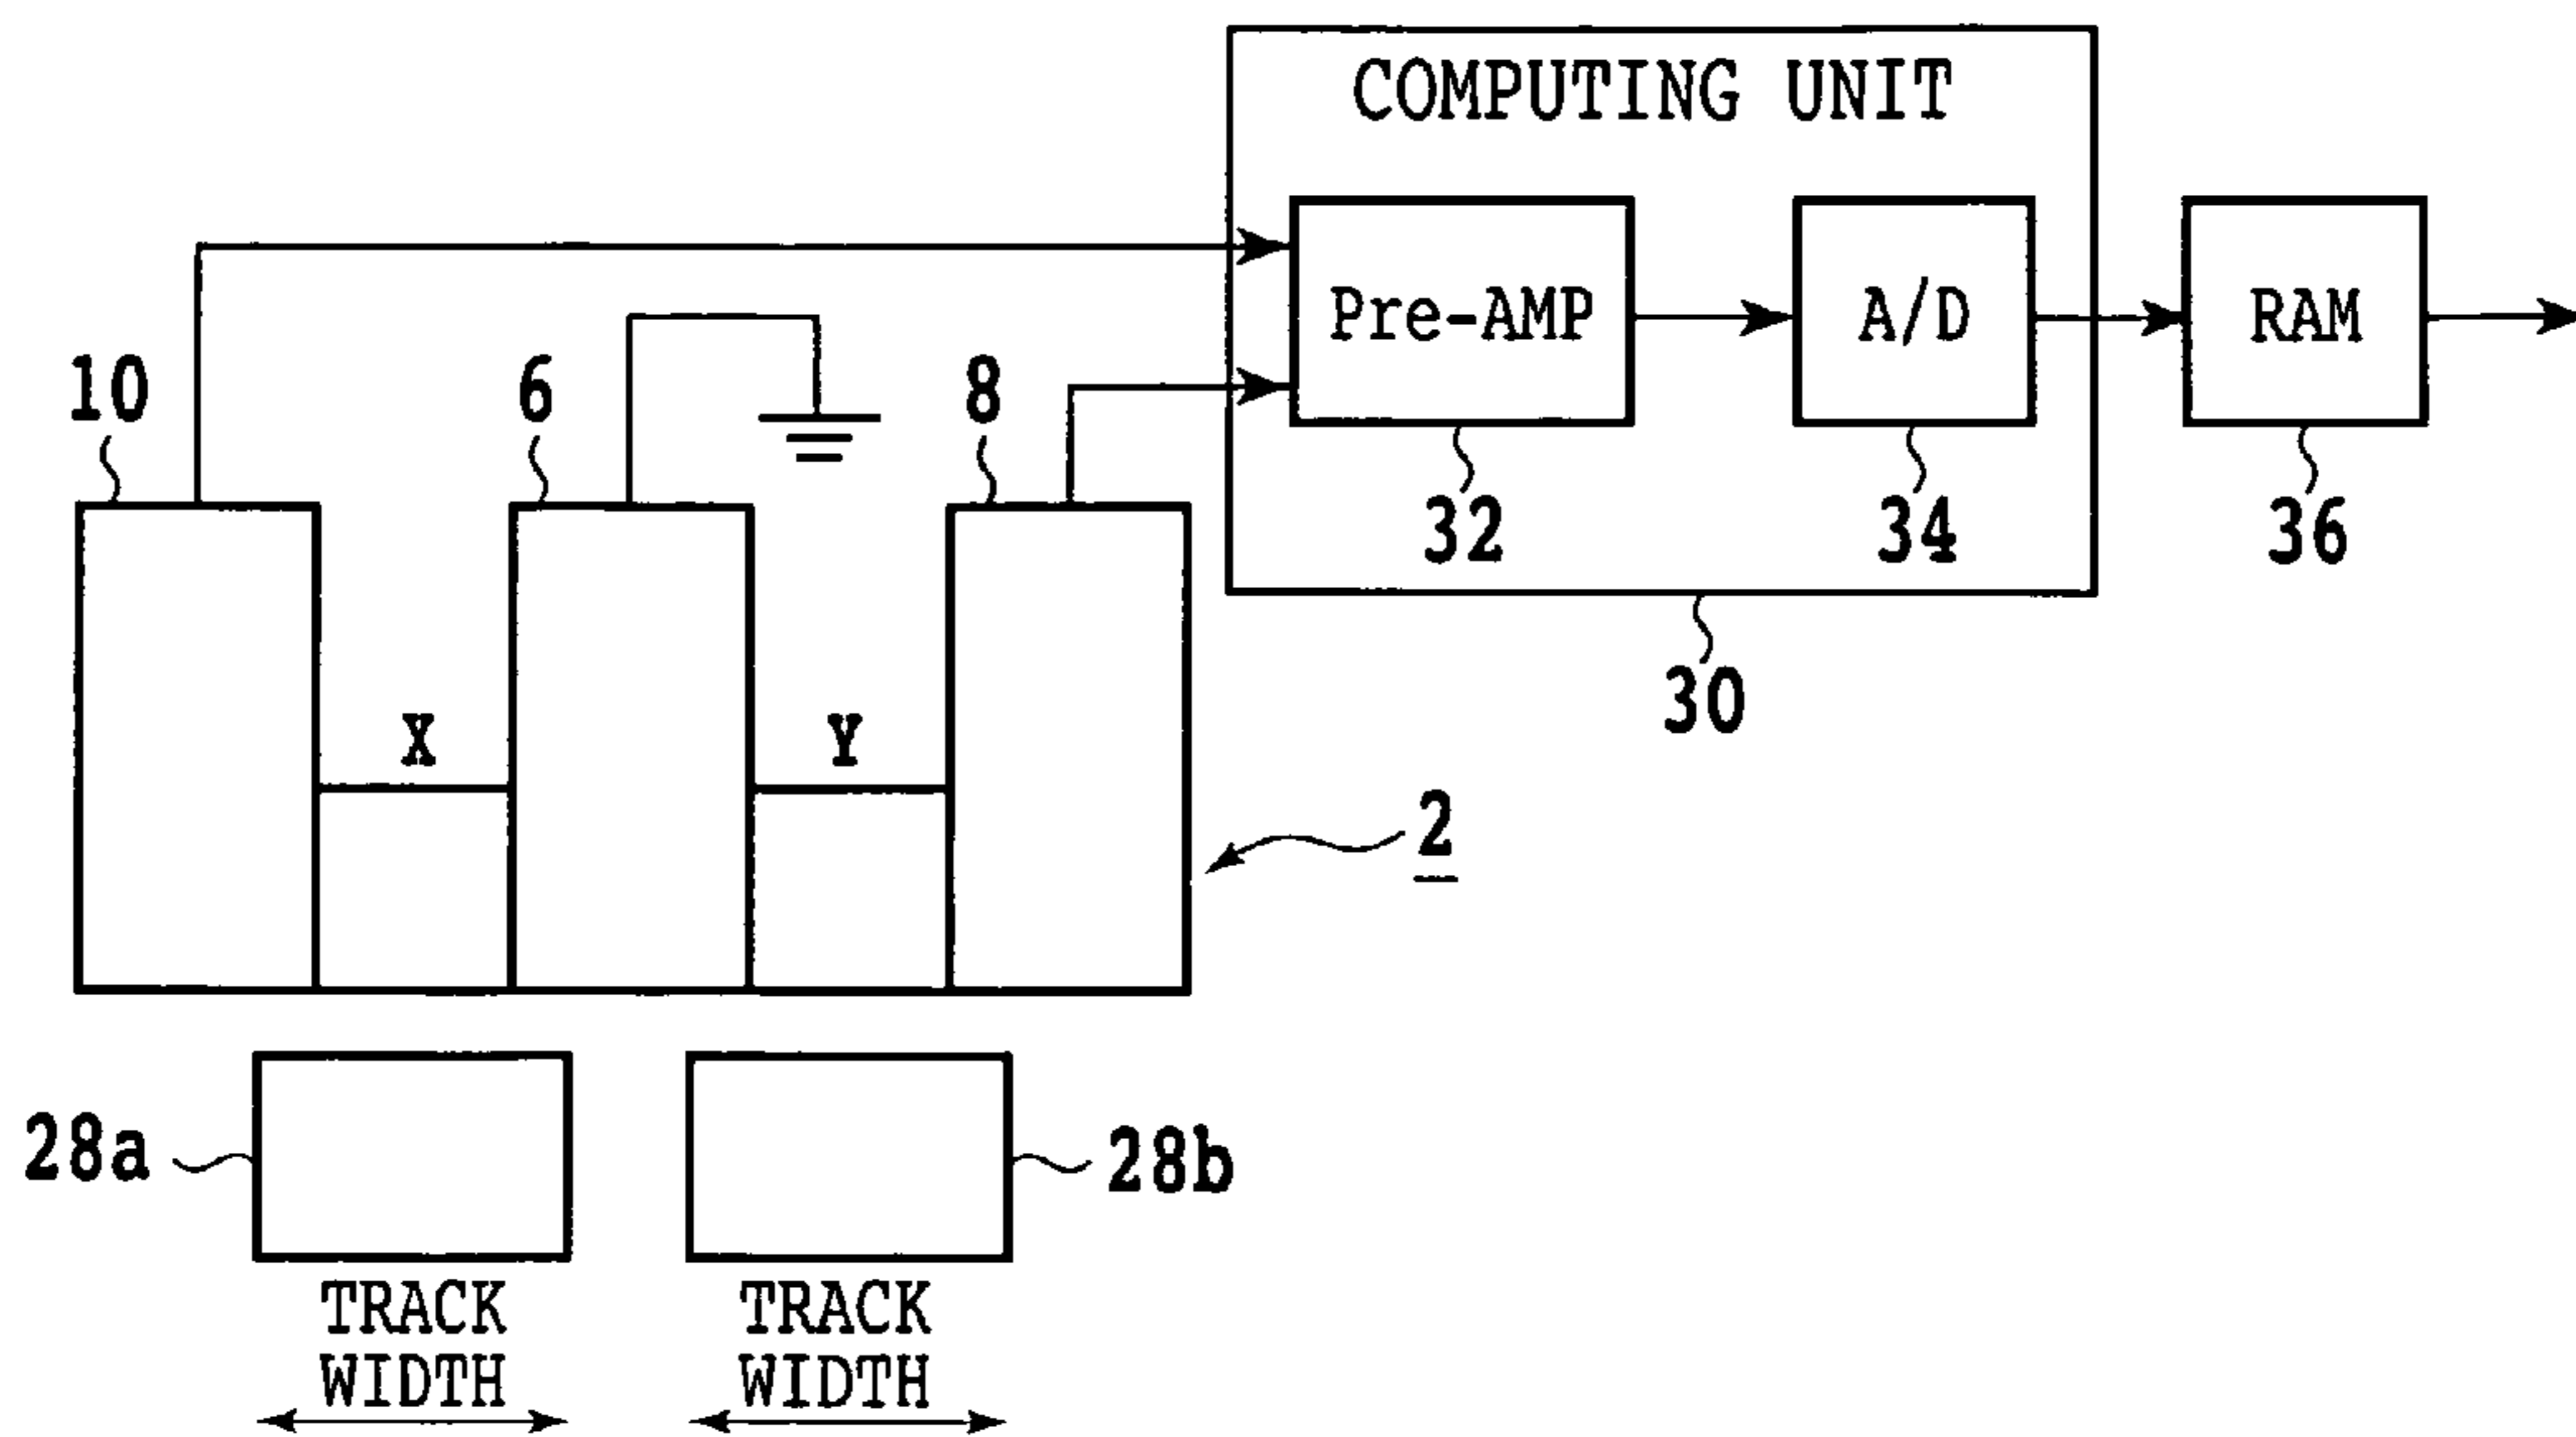 COMPUTING UNIT
Pre-AMP
A/D
RAM
10
6
8
32
34
36
30
X
Y
2
28a
28b
TRACK
WIDTH
TRACK
WIDTH